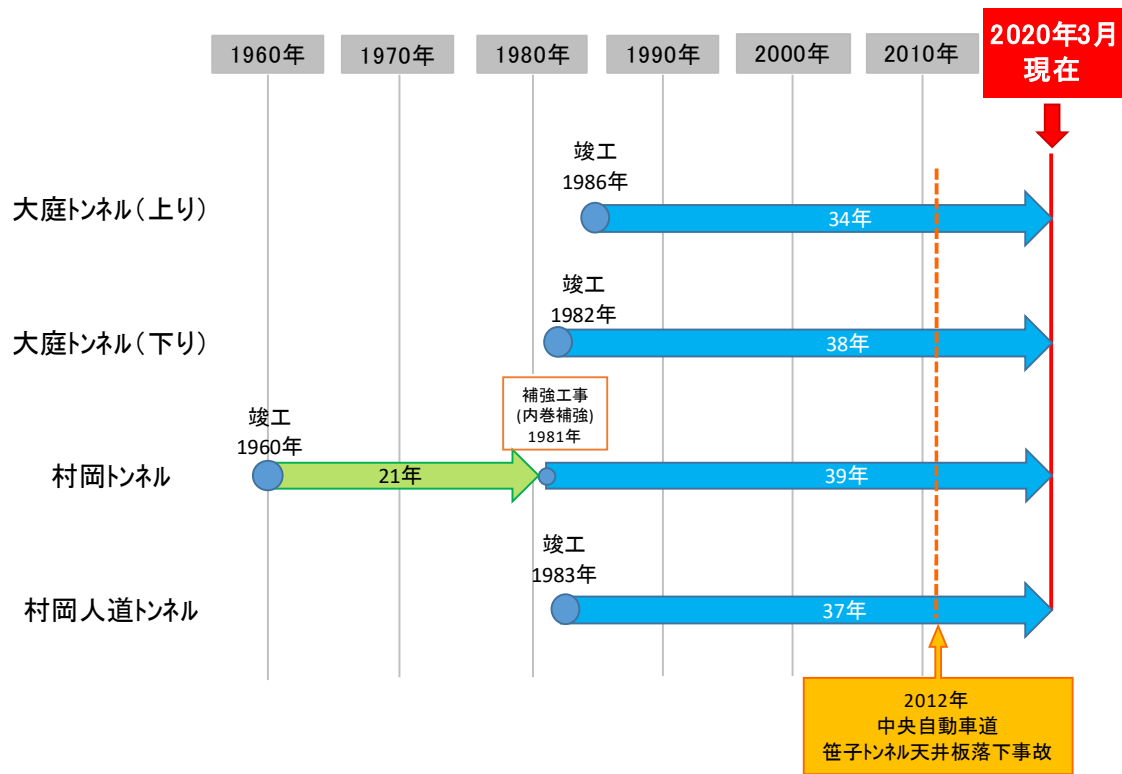 1960年
1970年
1980年
1990年
2000年
2010年
2020年3月
現在
大庭トンネル(上り)
竣工
1986年
34年
大庭トンネル(下り)
竣工
1982年
38年
村岡トンネル
竣工
1960年
21年
補強工事
(内巻補強)
1981年
39年
村岡人道トンネル
竣工
1983年
37年
2012年
中央自動車道
笹子トンネル天井板落下事故